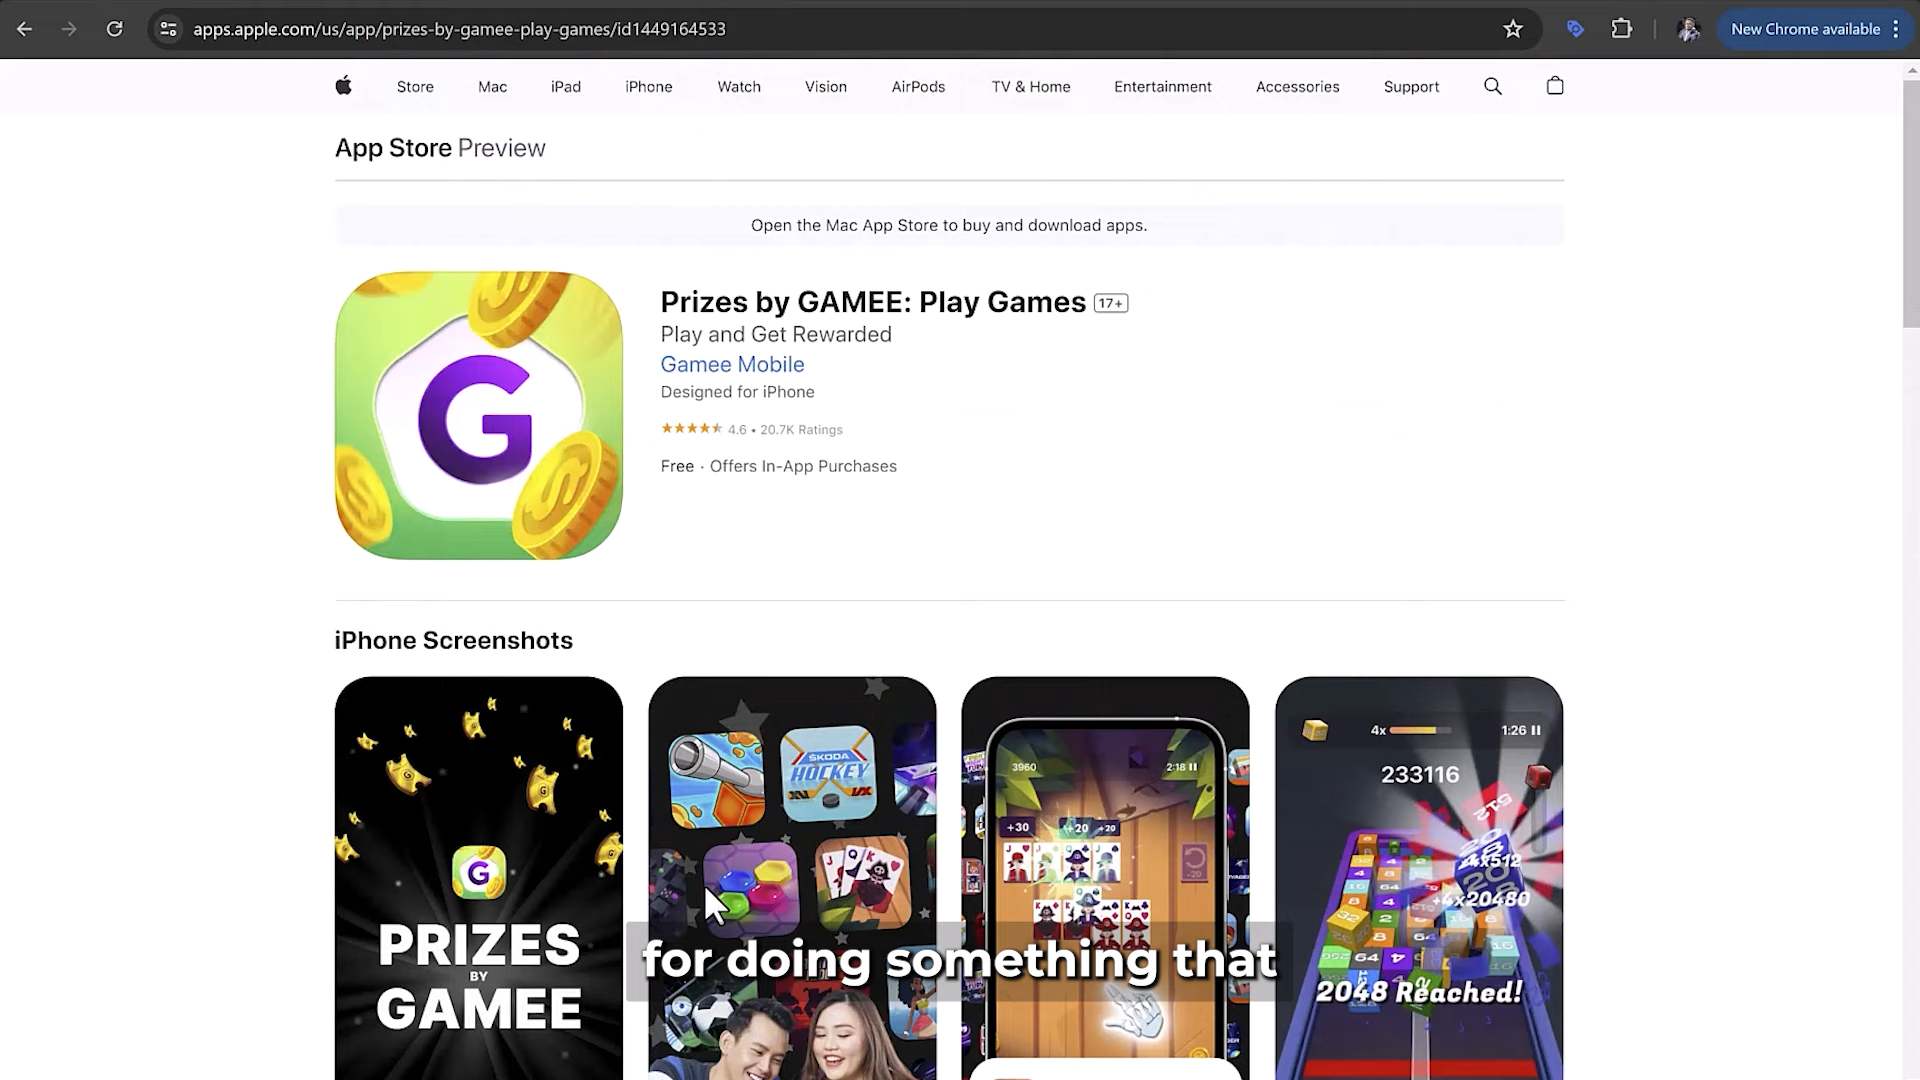 apps.apple.com/us/app/prizes-by-gamee-play-games/id1449164533
New Chrome available
Store Mac iPad iPhone Watch Vision AirPods TV & Home Entertainment Accessories Support
App Store Preview
Open the Mac App Store to buy and download apps.
Prizes by GAMEE: Play Games 17+
Play and Get Rewarded
Gamee Mobile
Designed for iPhone
4.6 • 20.7K Ratings
Free · Offers In-App Purchases
iPhone Screenshots
G
PRIZES
BY
GAMEE
ŠKODA
HOCKEY
3960
2:18
+30
+20
+20
4x
1:26
233116
512
4x512
+4x20480
2048 Reached!
for doing something that